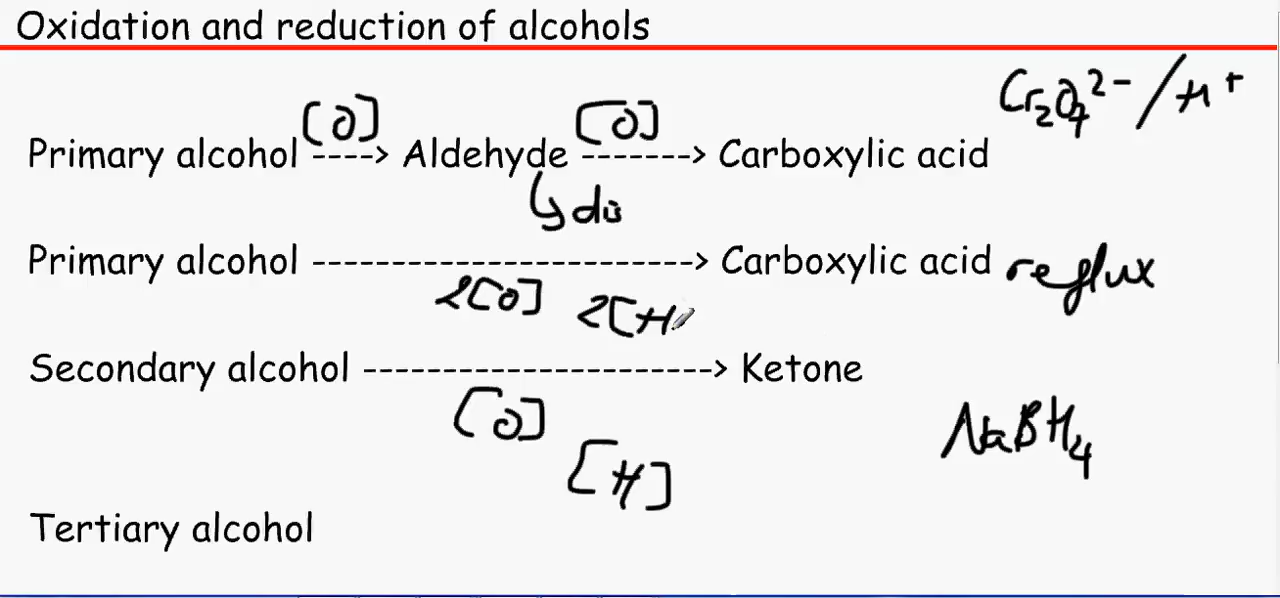 Oxidation and reduction of alcohols
Cr₂O₇²⁻/H⁺
[O] [O]
Primary alcohol ----> Aldehyde -------> Carboxylic acid
↳ dis
Primary alcohol ------------------------> Carboxylic acid reflux
2[O] 2[H
Secondary alcohol ----------------------> Ketone
[O]
NaBH₄
[H]
Tertiary alcohol